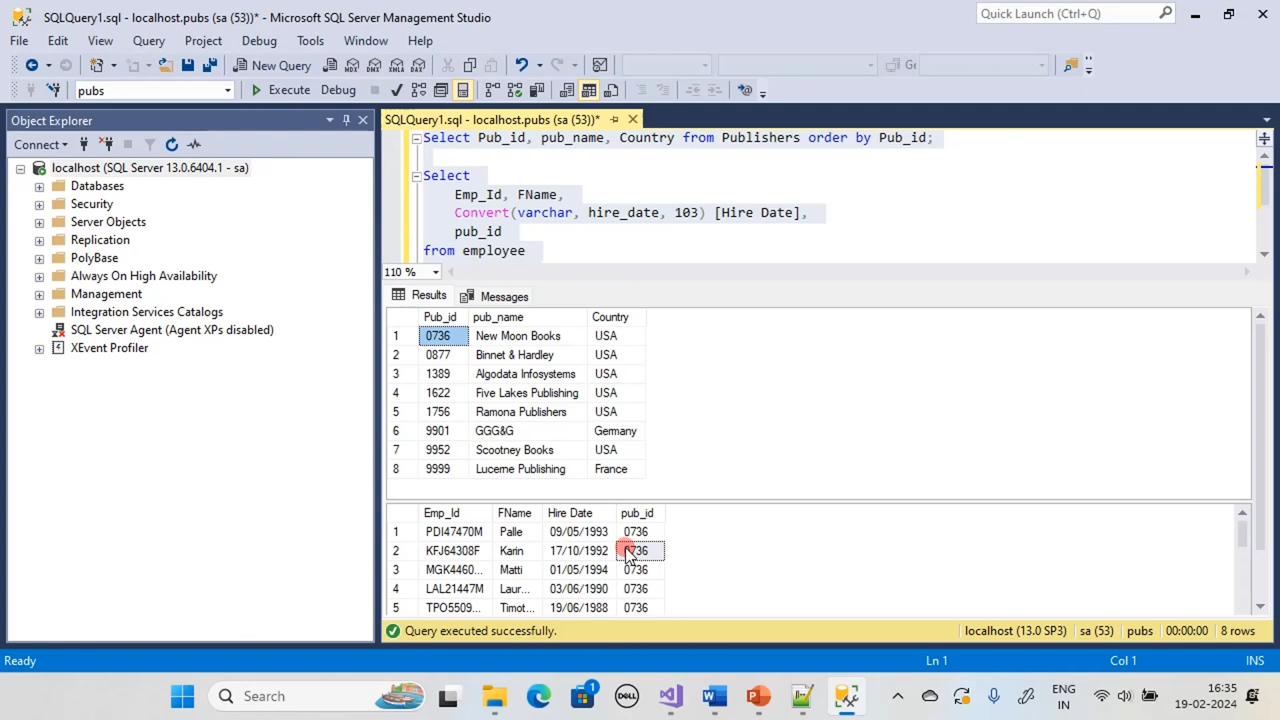 SQLQuery1.sql - localhost.pubs (sa (53))* - Microsoft SQL Server Management Studio
Quick Launch (Ctrl+Q)
File Edit View Query Project Debug Tools Window Help
New Query
MDX DMX XMLA DAX
pubs Execute Debug
Object Explorer
Connect
localhost (SQL Server 13.0.6404.1 - sa)
Databases
Security
Server Objects
Replication
PolyBase
Always On High Availability
Management
Integration Services Catalogs
SQL Server Agent (Agent XPs disabled)
XEvent Profiler
SQLQuery1.sql - localhost.pubs (sa (53))*
Select Pub_id, pub_name, Country from Publishers order by Pub_id;
Select
Emp_Id, FName,
Convert(varchar, hire_date, 103) [Hire Date],
pub_id
from employee
110 %
Results Messages
Pub_id pub_name Country
1 0736 New Moon Books USA
2 0877 Binnet & Hardley USA
3 1389 Algodata Infosystems USA
4 1622 Five Lakes Publishing USA
5 1756 Ramona Publishers USA
6 9901 GGG&G Germany
7 9952 Scootney Books USA
8 9999 Lucerne Publishing France
Emp_Id FName Hire Date pub_id
1 PDI47470M Palle 09/05/1993 0736
2 KFJ64308F Karin 17/10/1992 0736
3 MGK4460... Matti 01/05/1994 0736
4 LAL21447M Laur... 03/06/1990 0736
5 TPO5509... Timot... 19/06/1988 0736
Query executed successfully. localhost (13.0 SP3) sa (53) pubs 00:00:00 8 rows
Ready Ln 1 Col 1 INS
Search
1
DELL
ENG
IN
16:35
19-02-2024